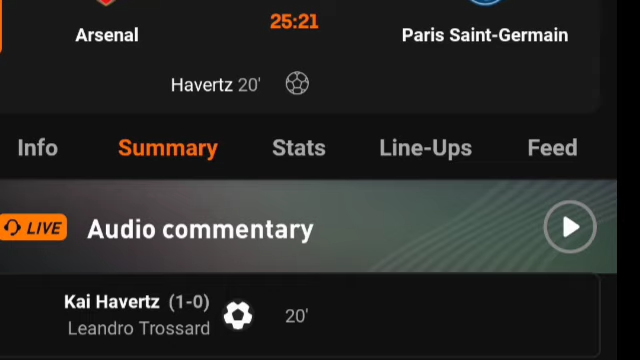 25:21
Arsenal
Paris Saint-Germain
Havertz 20'
Info Summary Stats Line-Ups Feed
LIVE Audio commentary
Kai Havertz (1-0)
20'
Leandro Trossard